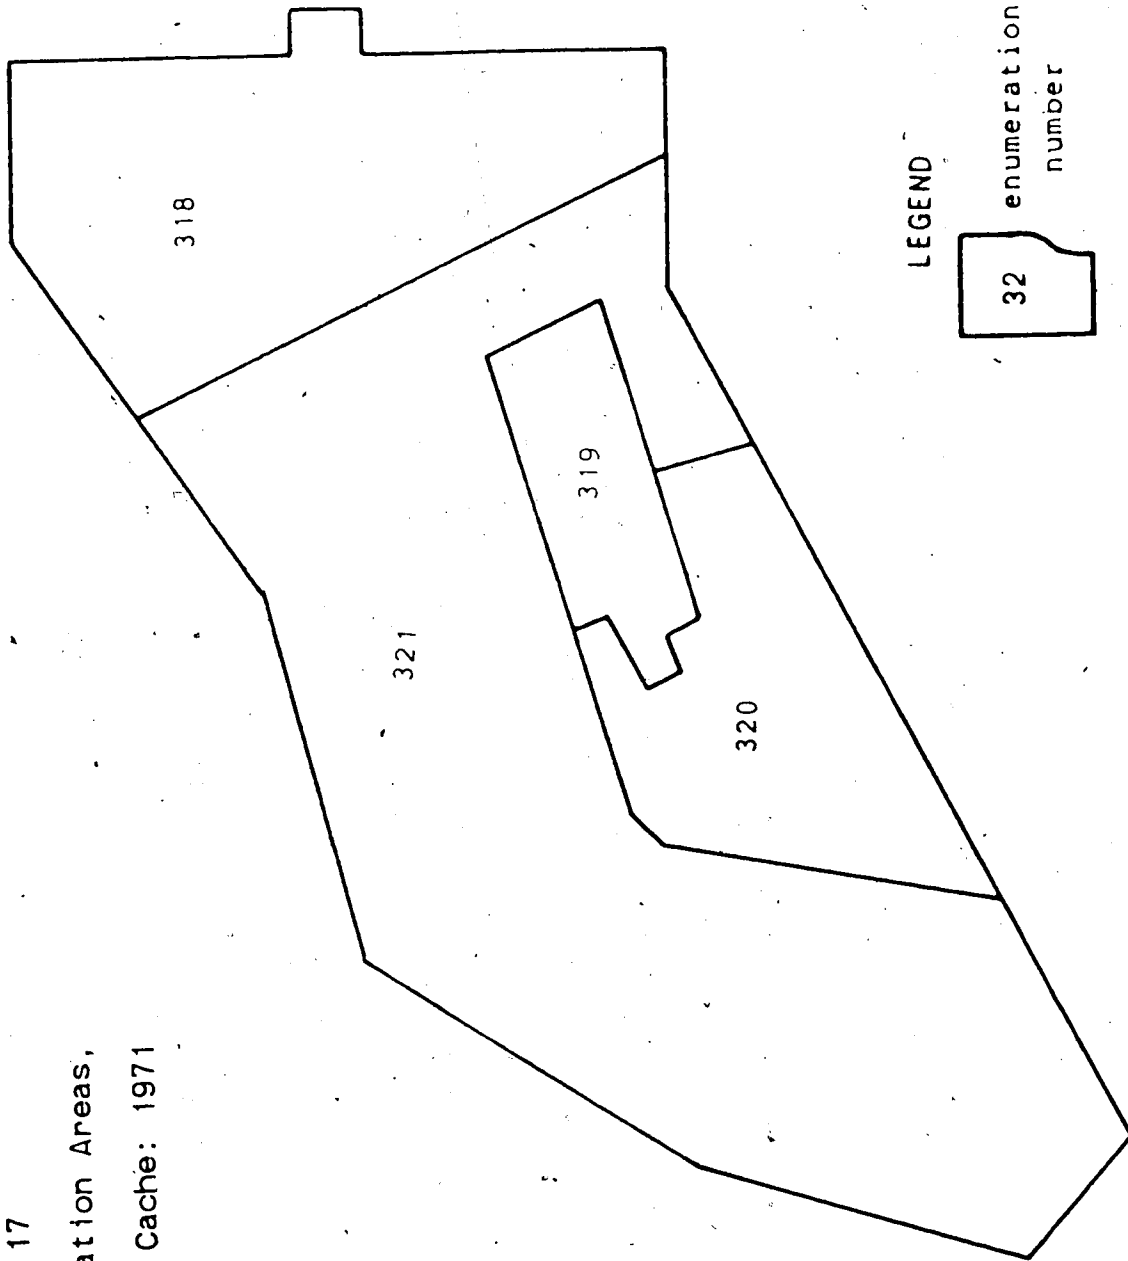 17
ation Areas,
Cache: 1971
318
321
319
320
LEGEND
32
enumeration
number